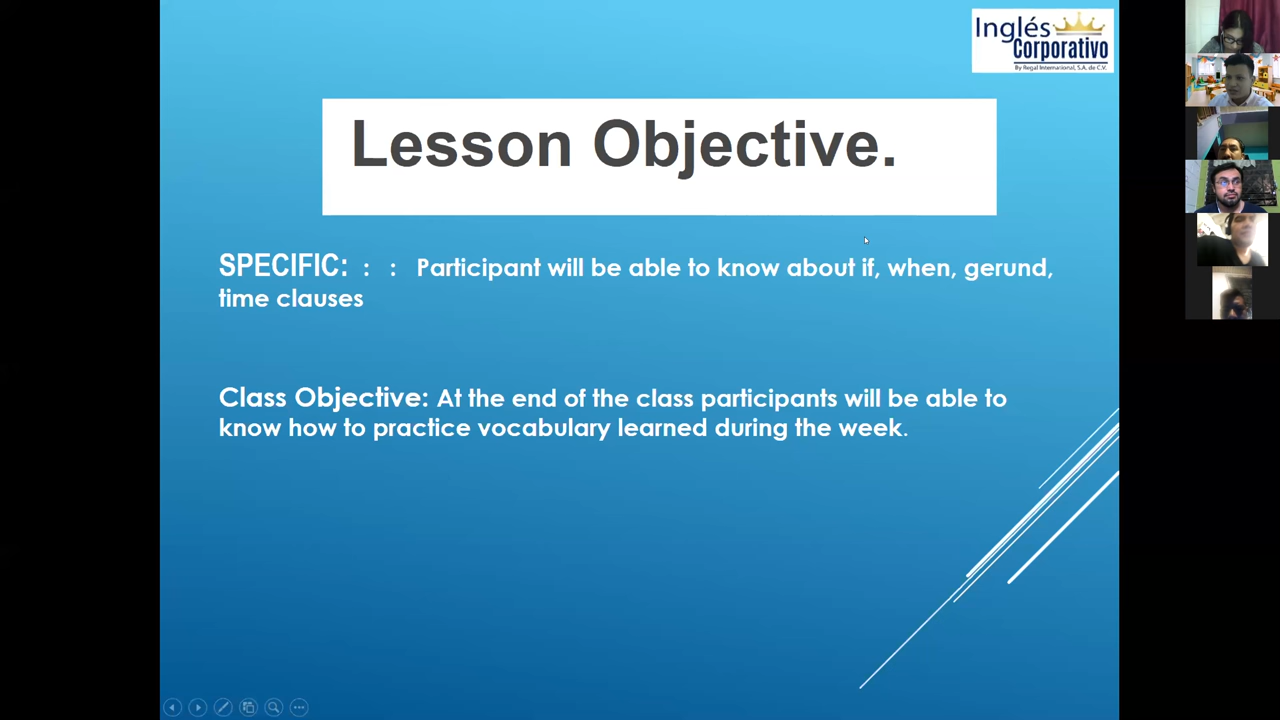 Inglés
Corporativo
By Regal International, S.A. de C.V.
Lesson Objective.
SPECIFIC: : : Participant will be able to know about if, when, gerund,
time clauses
Class Objective: At the end of the class participants will be able to
know how to practice vocabulary learned during the week.